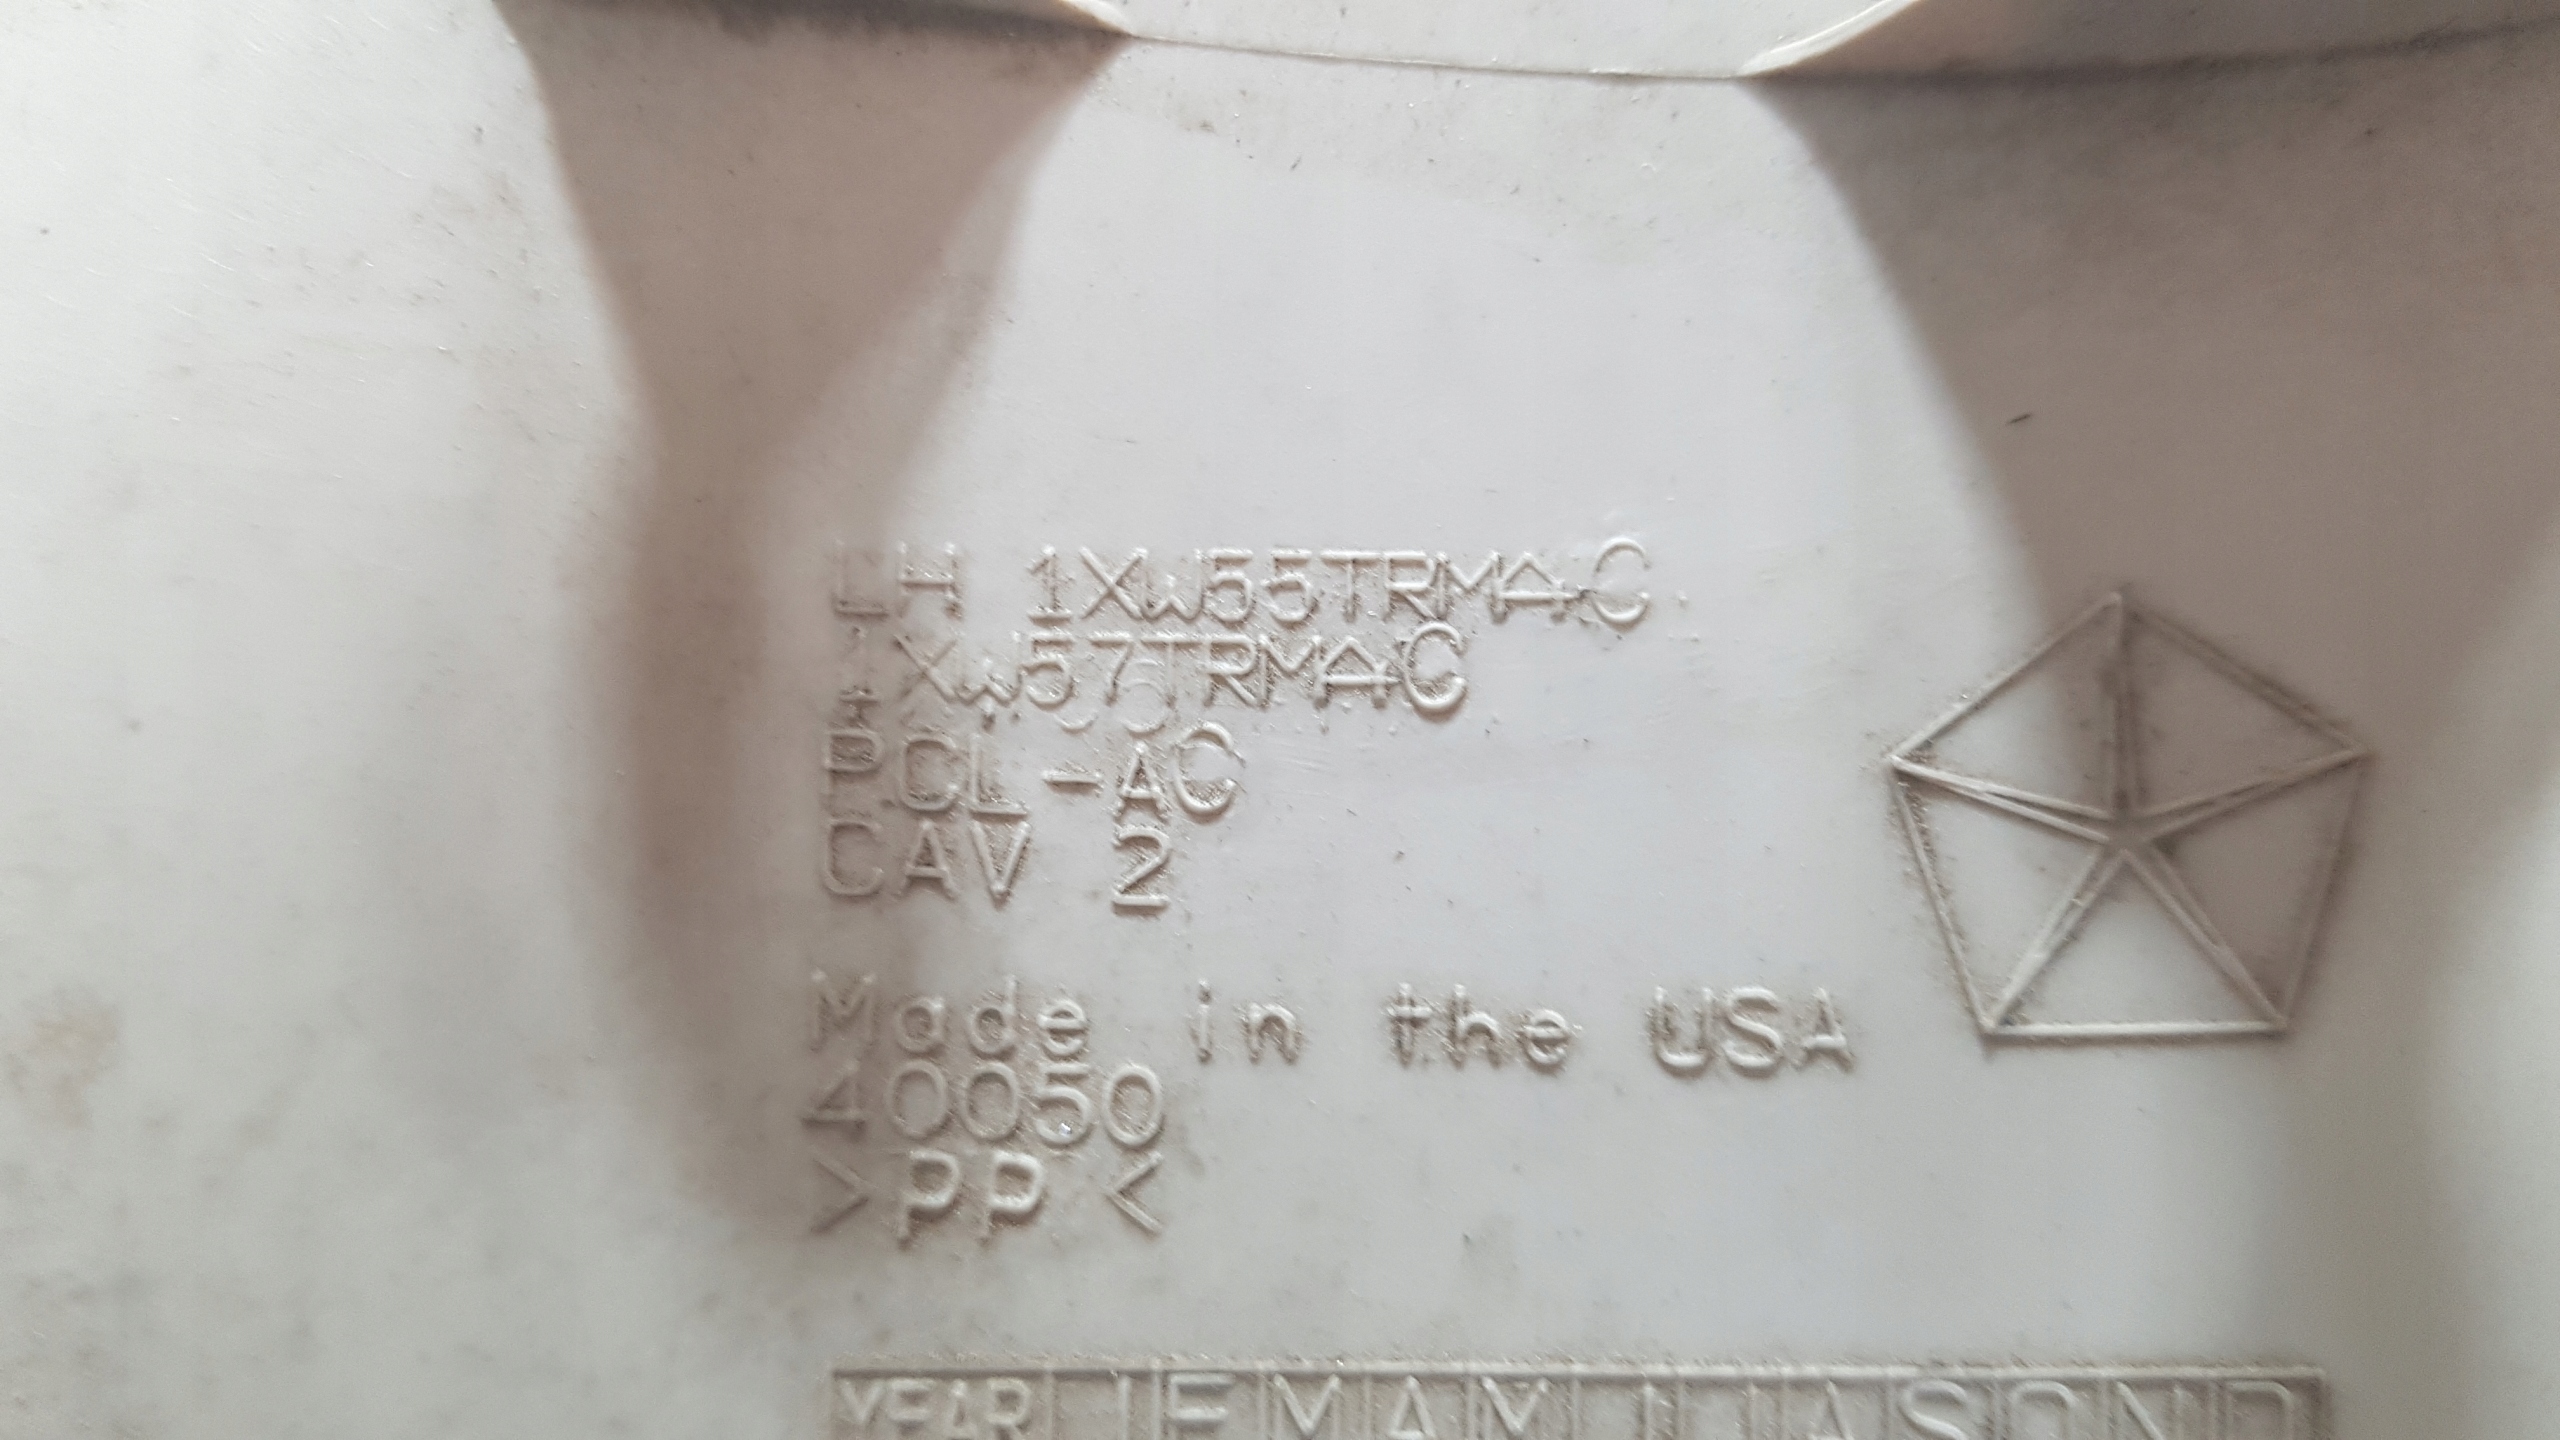 LH 1XW55TRMAC
1XW57TRMAC
PCL-AC
CAV 2
Made in the USA
40050
>PP<
YEAR J F M A M J J A S O N D